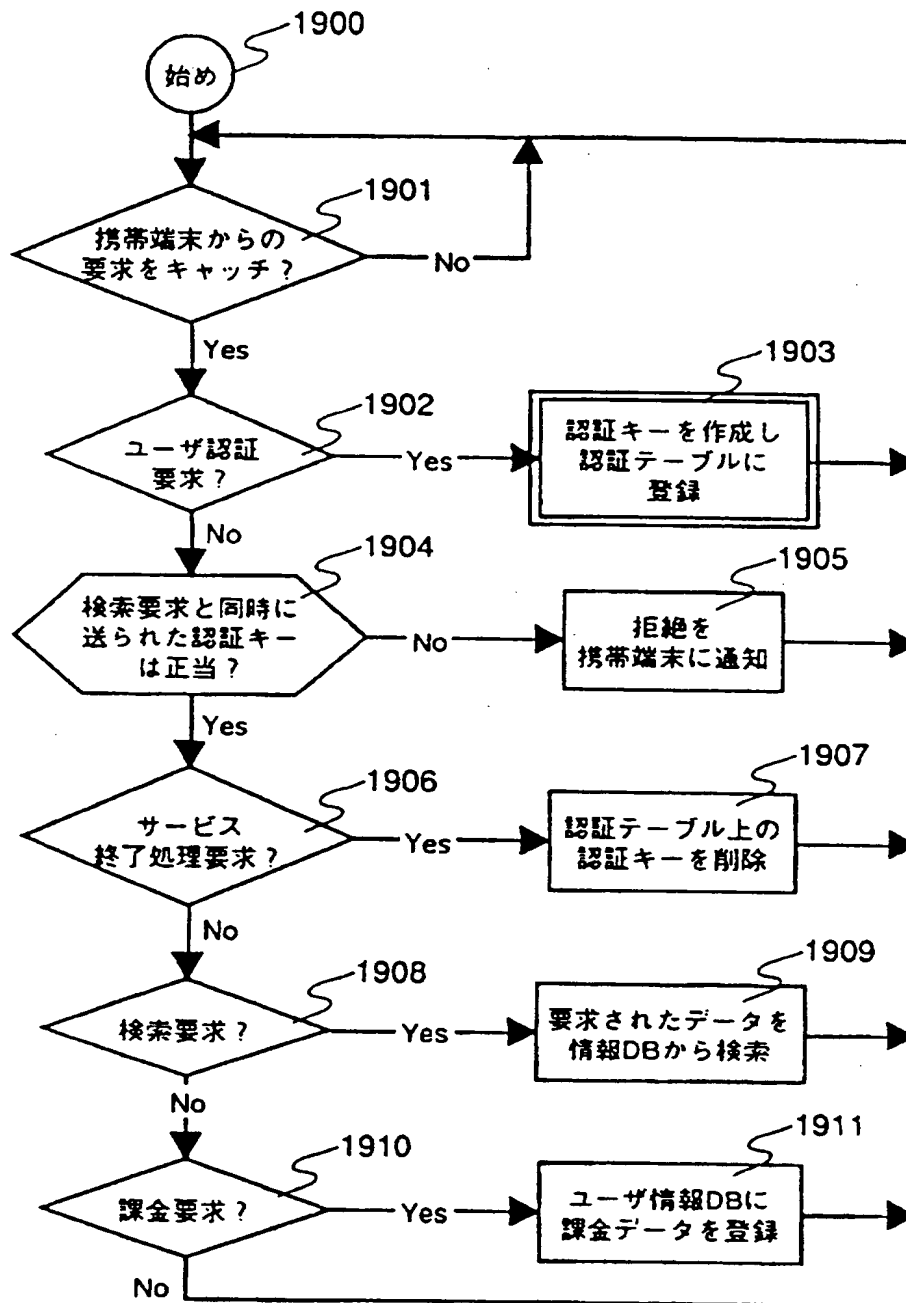 1900
始め
1901
携帯端末からの
要求をキャッチ?
No
Yes
1902
ユーザ認証
要求?
Yes
1903
認証キーを作成し
認証テーブルに
登録
No
1904
検索要求と同時に
送られた認証キー
は正当?
No
1905
拒絶を
携帯端末に通知
Yes
1906
サービス
終了処理要求?
Yes
1907
認証テーブル上の
認証キーを削除
No
1908
検索要求?
Yes
1909
要求されたデータを
情報DBから検索
No
1910
課金要求?
Yes
1911
ユーザ情報DBに
課金データを登録
No